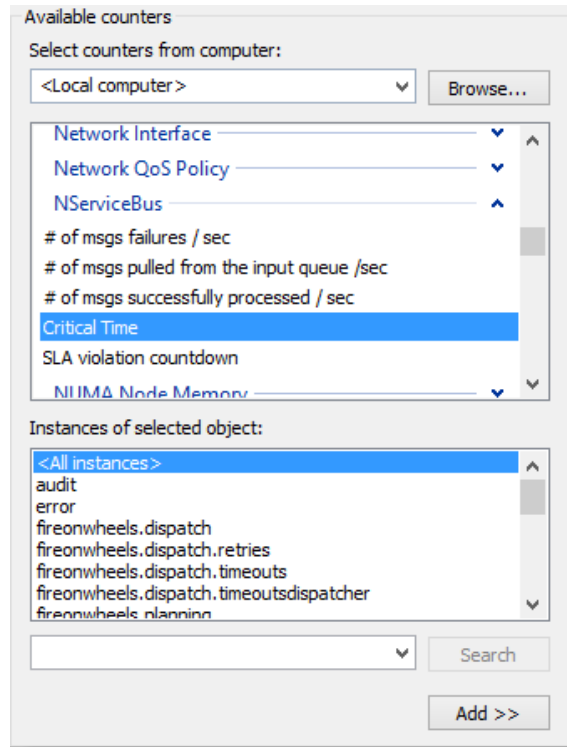 Available counters
Select counters from computer:
<Local computer>
Browse...
Network Interface
Network QoS Policy
NServiceBus
# of msgs failures / sec
# of msgs pulled from the input queue /sec
# of msgs successfully processed / sec
Critical Time
SLA violation countdown
NUMA Node Memory
Instances of selected object:
<All instances>
audit
error
fireonwheels.dispatch
fireonwheels.dispatch.retries
fireonwheels.dispatch.timeouts
fireonwheels.dispatch.timeoutsdispatcher
fireonwheels.planning
Search
Add >>